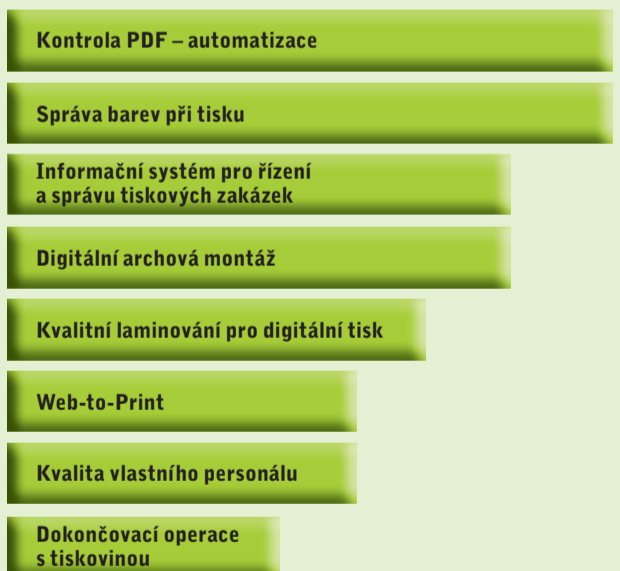 Kontrola PDF – automatizace
Správa barev při tisku
Informační systém pro řízení
a správu tiskových zakázek
Digitální archová montáž
Kvalitní laminování pro digitální tisk
Web-to-Print
Kvalita vlastního personálu
Dokončovací operace
s tiskovinou